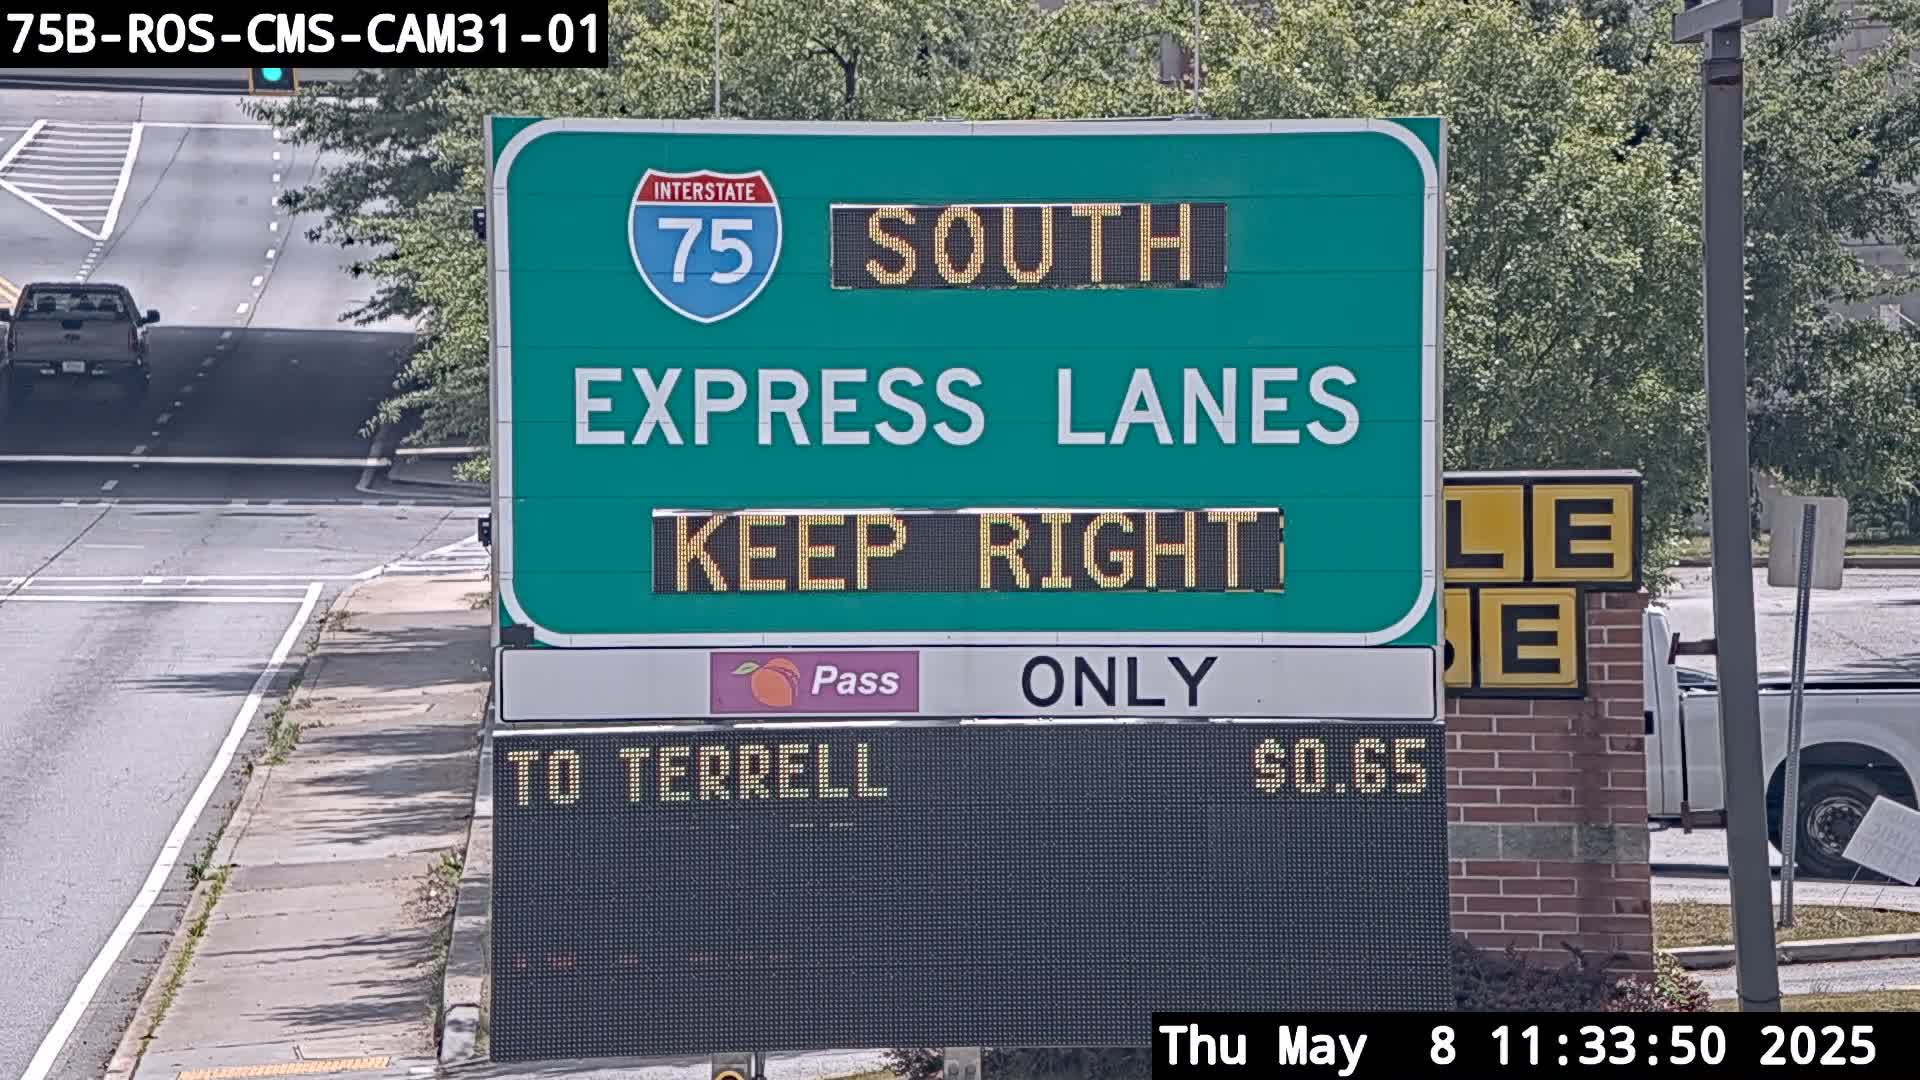 75B-ROS-CMS-CAM31-01
INTERSTATE
75
SOUTH
EXPRESS LANES
KEEP RIGHT
Pass ONLY
TO TERRELL $0.65
LE
E
Thu May 8 11:33:50 2025